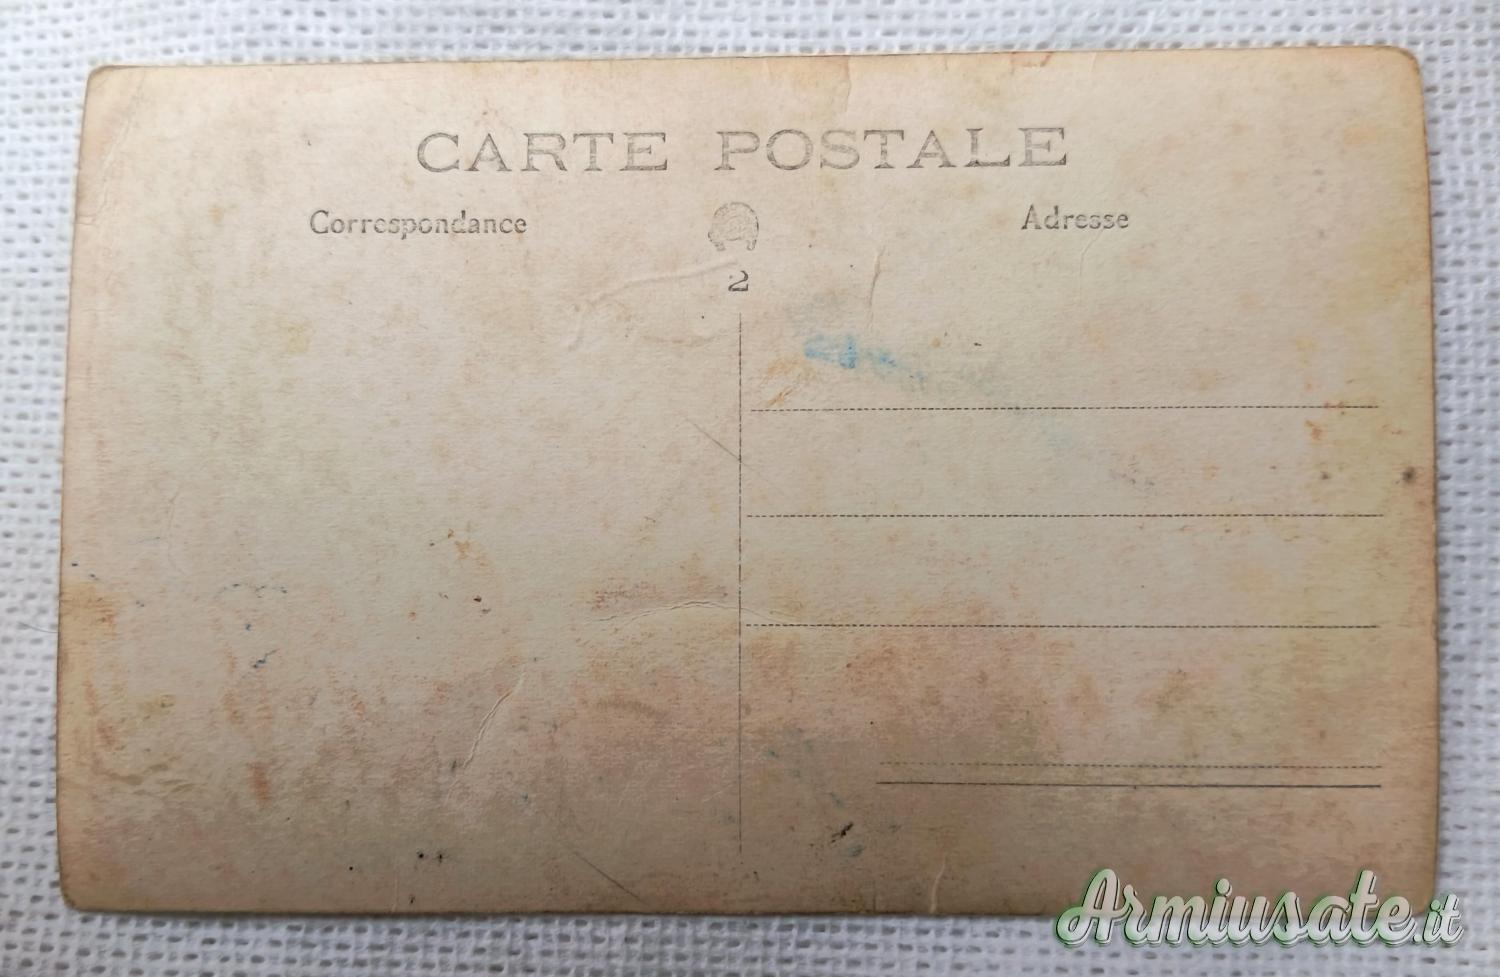 CARTE POSTALE
Correspondance
Adresse
2
Armiusate.it